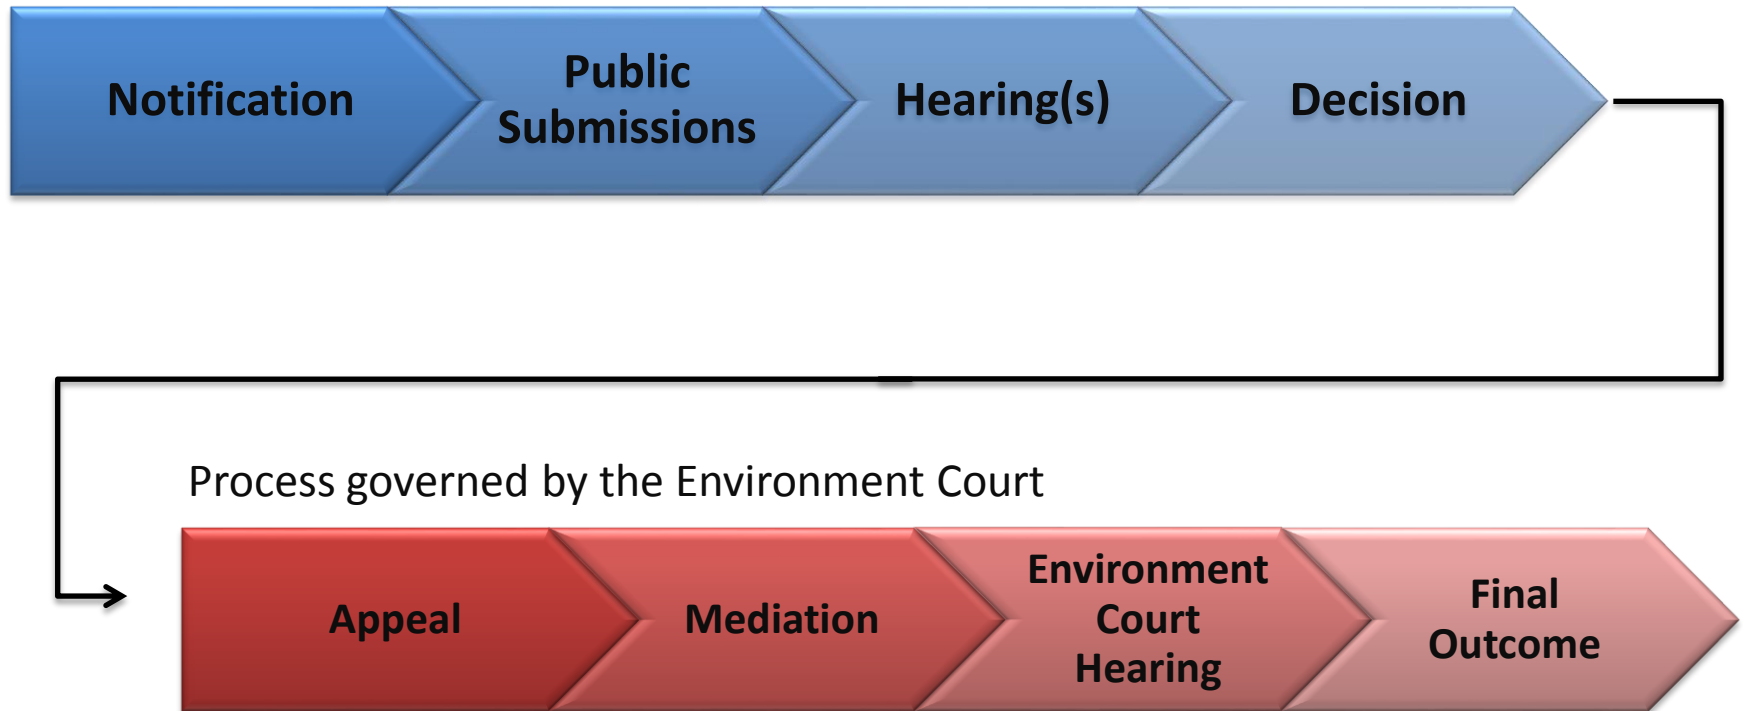 Notification
Public
Submissions
Hearing(s)
Decision
Process governed by the Environment Court
Appeal
Mediation
Environment
Court
Hearing
Final
Outcome